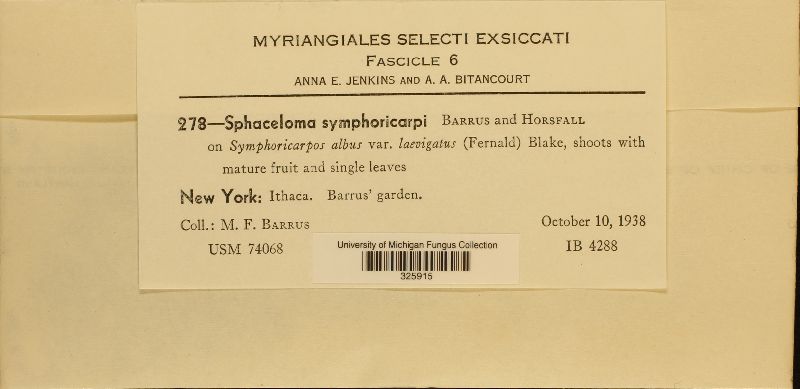 MYRIANGIALES SELECTI EXSICCATI
FASCICLE 6
ANNA E. JENKINS AND A. A. BITANCOURT
278—Sphaceloma symphoricarpi BARRUS and HORSFALL
on Symphoricarpos albus var. laevigatus (Fernald) Blake, shoots with
mature fruit and single leaves
New York: Ithaca. Barrus' garden.
Coll.: M. F. BARRUS October 10, 1938
USM 74068 IB 4288
University of Michigan Fungus Collection
325915